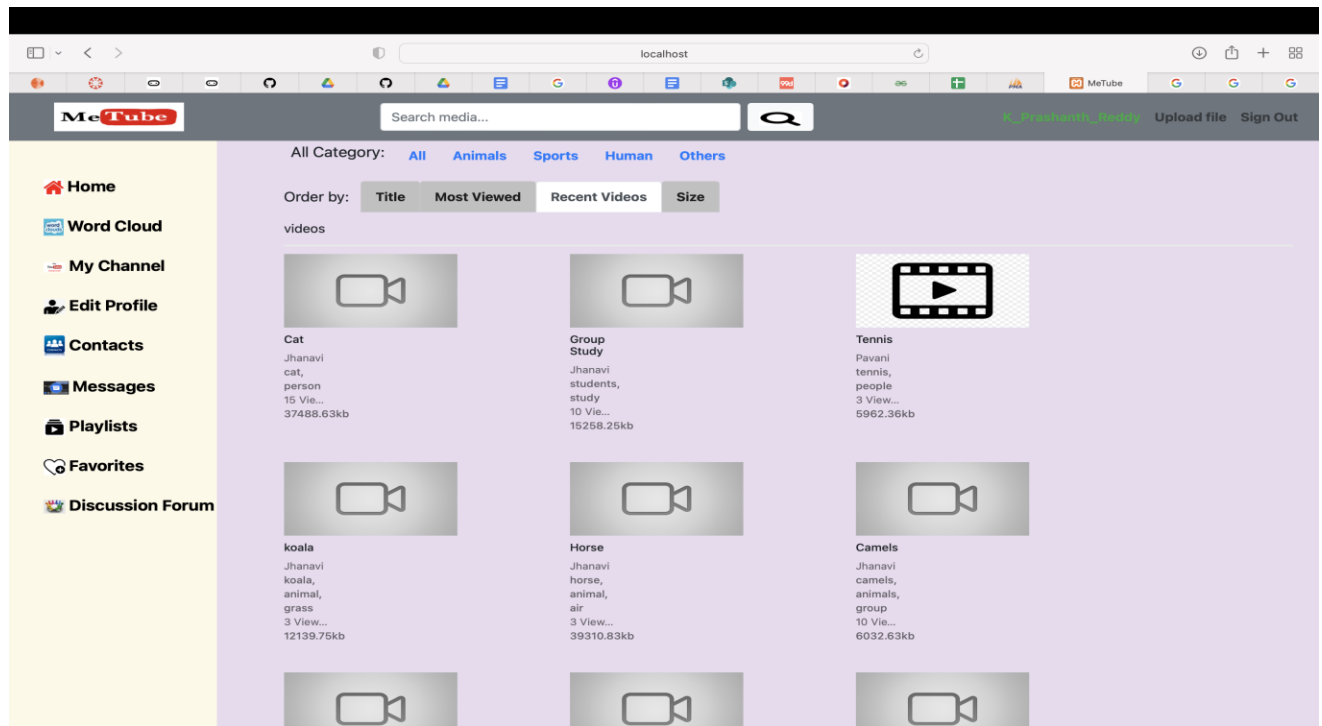 localhost
MeTube
MeTube
Search media...
K_Prashanth_Reddy Upload file Sign Out
Home
Word Cloud
My Channel
Edit Profile
Contacts
Messages
Playlists
Favorites
Discussion Forum
All Category: All Animals Sports Human Others
Order by: Title Most Viewed Recent Videos Size
videos
Cat
Jhanavi
cat,
person
15 Vie...
37488.63kb
Group
Study
Jhanavi
students,
study
10 Vie...
15258.25kb
Tennis
Pavani
tennis,
people
3 View...
5962.36kb
koala
Jhanavi
koala,
animal,
grass
3 View...
12139.75kb
Horse
Jhanavi
horse,
animal,
air
3 View...
39310.83kb
Camels
Jhanavi
camels,
animals,
group
10 Vie...
6032.63kb